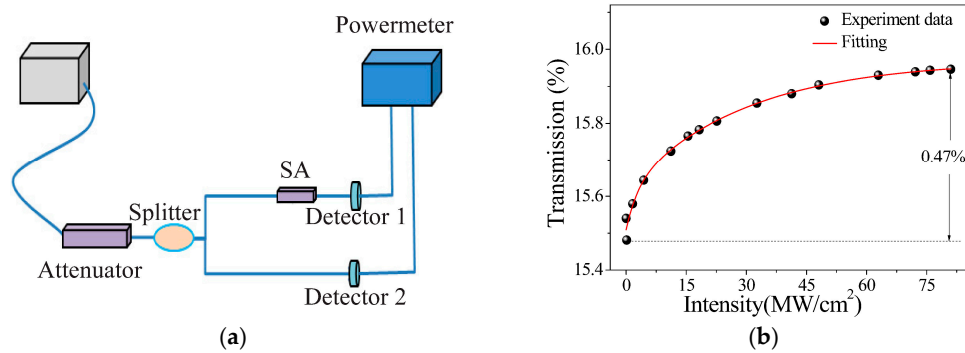 Powermeter
SA
Detector 1
Splitter
Attenuator
Detector 2
(a)
Experiment data
Fitting
Transmission (%)
16.0
15.8
15.6
15.4
0.47%
0 15 30 45 60 75
Intensity(MW/cm²)
(b)